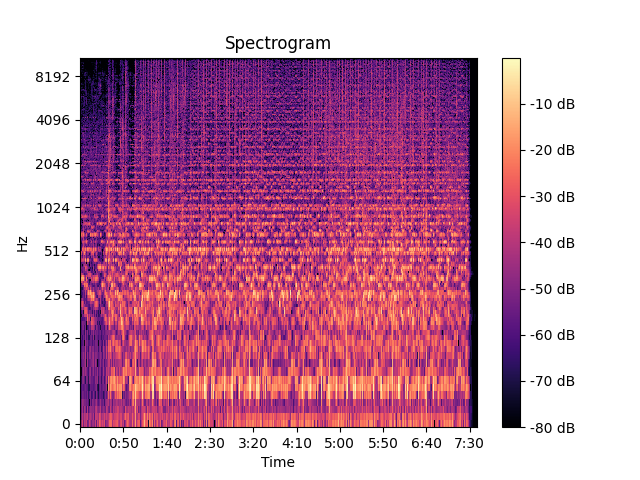 Spectrogram
Hz
8192
4096
2048
1024
512
256
128
64
0
0:00 0:50 1:40 2:30 3:20 4:10 5:00 5:50 6:40 7:30
Time
-10 dB
-20 dB
-30 dB
-40 dB
-50 dB
-60 dB
-70 dB
-80 dB